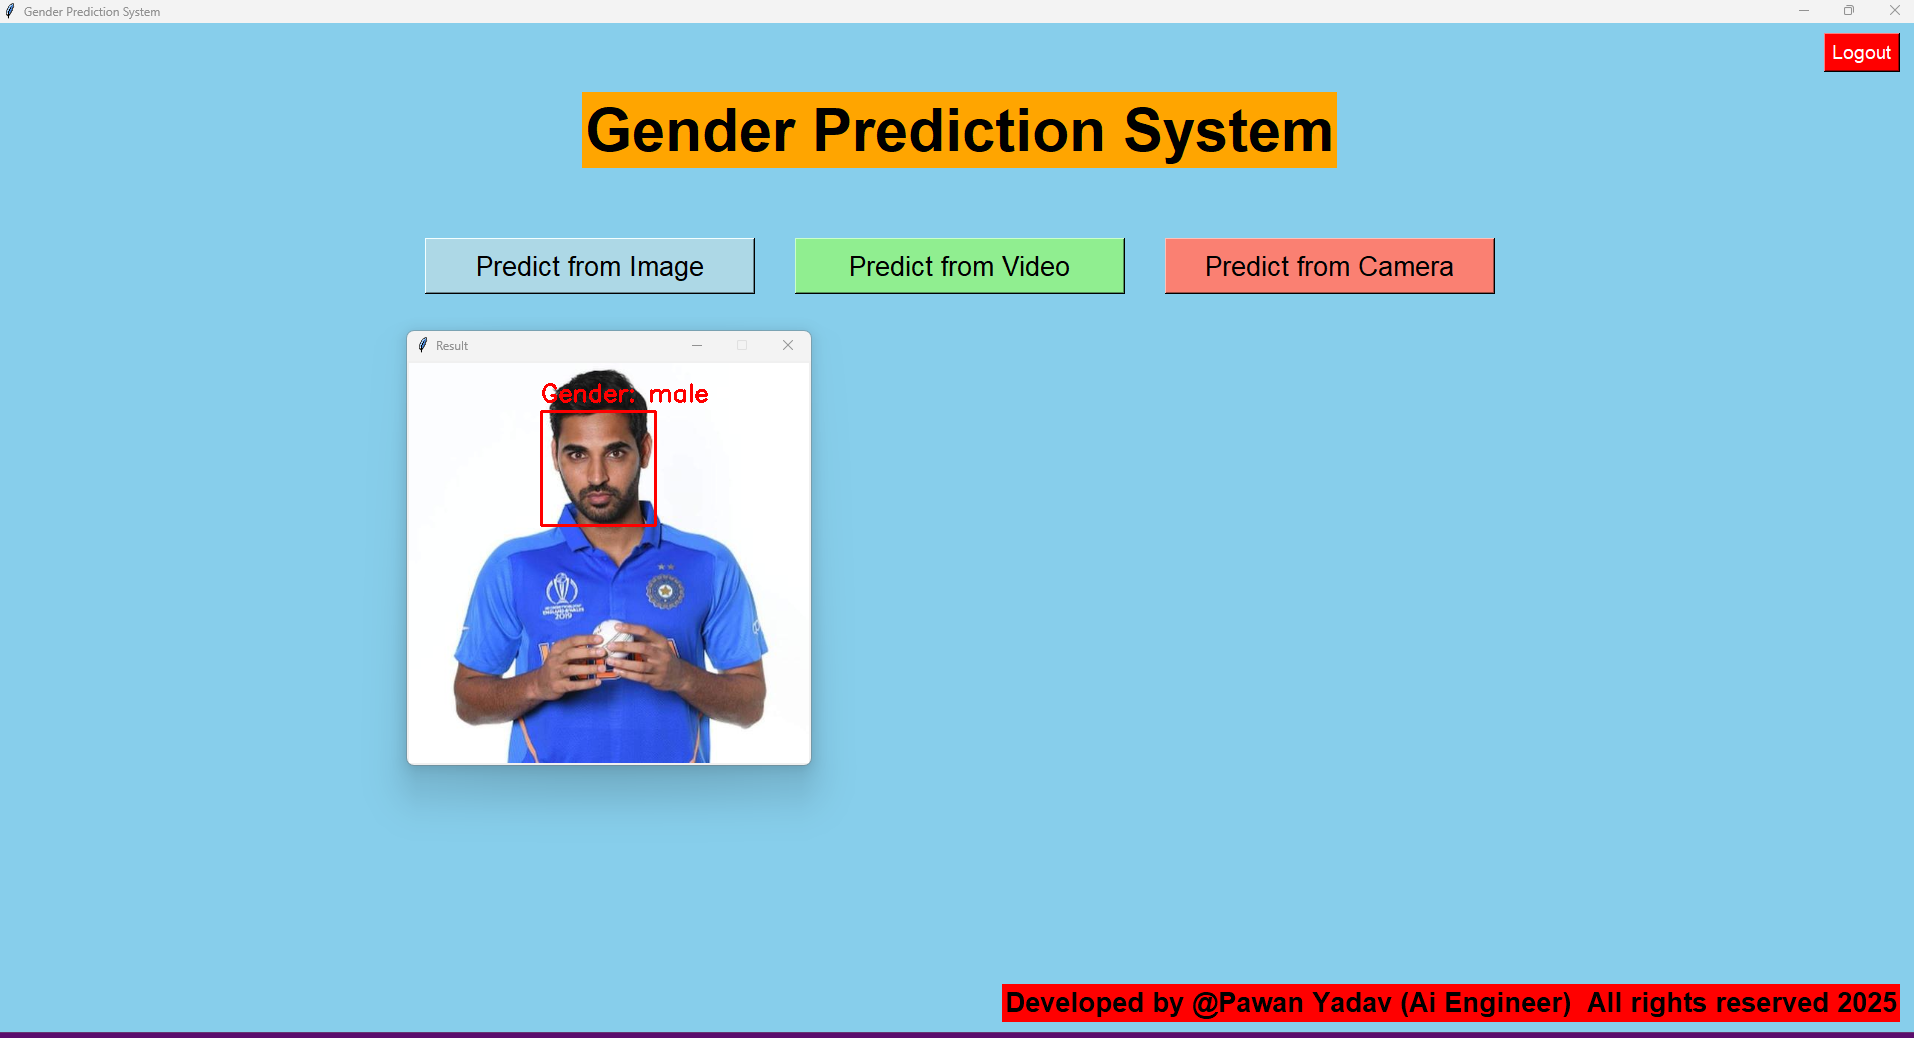 Gender Prediction System
Logout
Gender Prediction System
Predict from Image
Predict from Video
Predict from Camera
Result
Gender: male
2019
Developed by @Pawan Yadav (Ai Engineer)  All rights reserved 2025